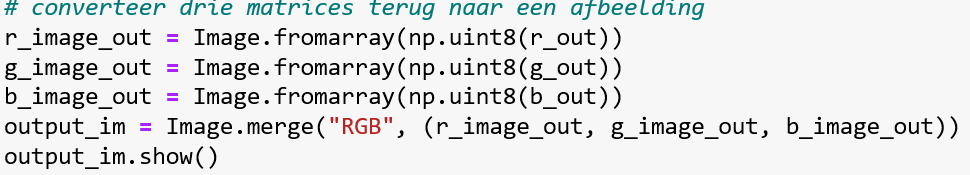 # converteer drie matrices terug naar een afbeelding
r_image_out = Image.fromarray(np.uint8(r_out))
g_image_out = Image.fromarray(np.uint8(g_out))
b_image_out = Image.fromarray(np.uint8(b_out))
output_im = Image.merge("RGB", (r_image_out, g_image_out, b_image_out))
output_im.show()